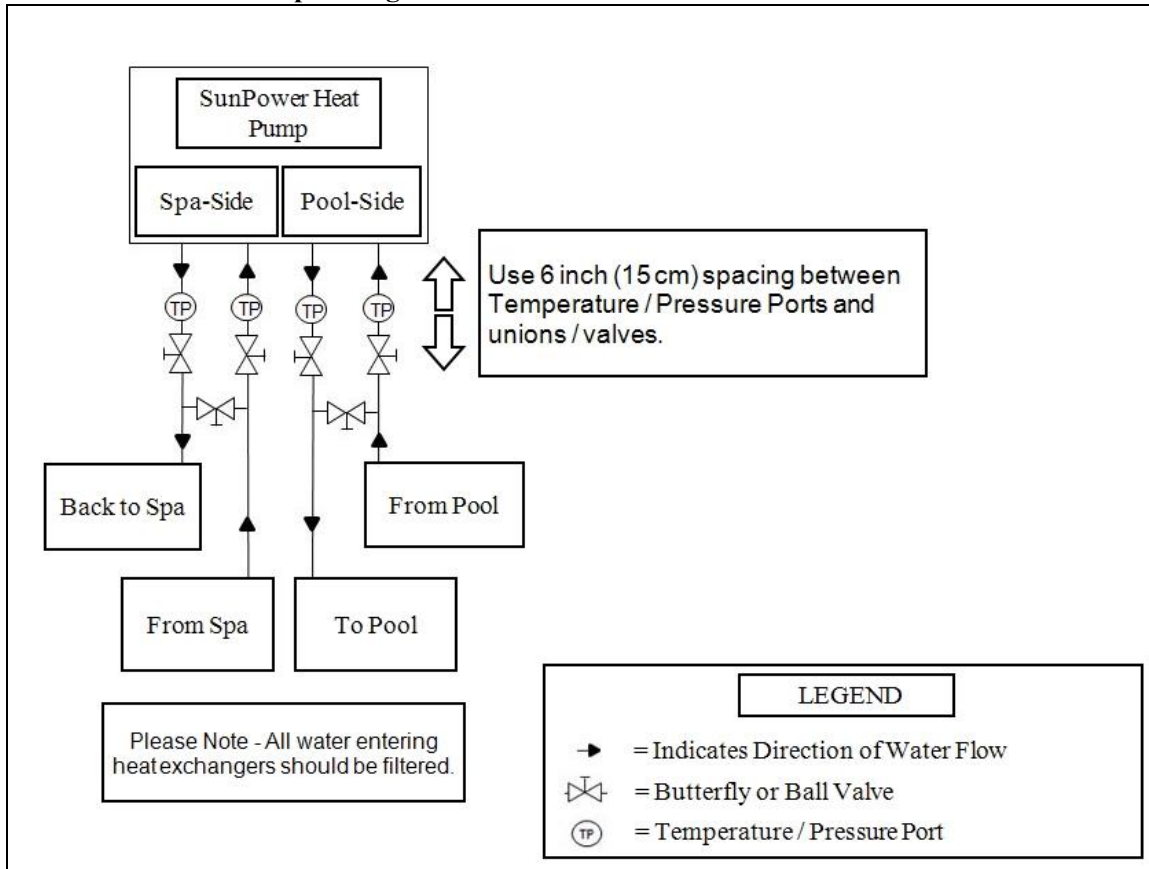 SunPower Heat
Pump
Spa-Side
Pool-Side
TP
TP
TP
TP
Use 6 inch (15 cm) spacing between
Temperature / Pressure Ports and
unions / valves.
Back to Spa
From Pool
From Spa
To Pool
Please Note - All water entering
heat exchangers should be filtered.
LEGEND
= Indicates Direction of Water Flow
= Butterfly or Ball Valve
TP = Temperature / Pressure Port